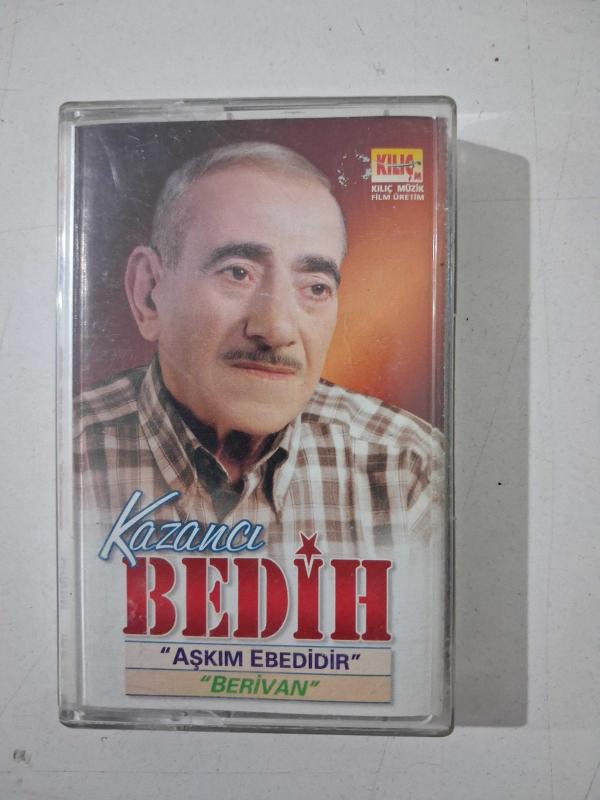 KILIÇ
KILIÇ MÜZİK
FİLM ÜRETİM
Kazancı
BEDİH
"AŞKIM EBEDİDİR"
"BERİVAN"